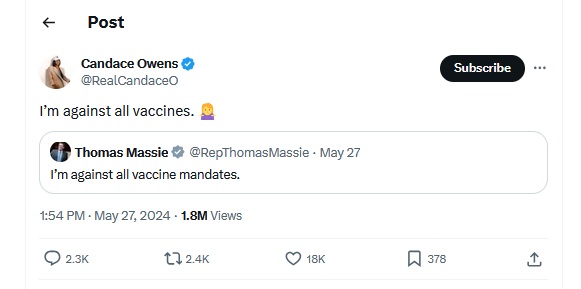 Post
Candace Owens
Subscribe
@RealCandaceO
I'm against all vaccines. 🤷‍♀️
Thomas Massie @RepThomasMassie · May 27
I'm against all vaccine mandates.
1:54 PM · May 27, 2024 · 1.8M Views
2.3K 2.4K 18K 378